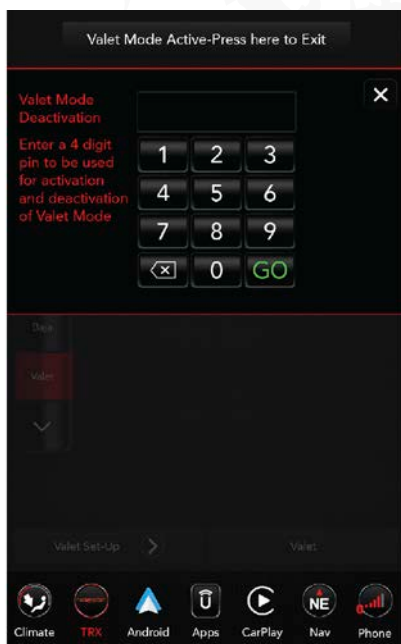 Valet Mode Active-Press here to Exit
Valet Mode
Deactivation
Enter a 4 digit
pin to be used
for activation
and deactivation
of Valet Mode
1 2 3
4 5 6
7 8 9
0 GO
Baja
Valet
Valet Set-Up
Valet
NE
Climate TRX Android Apps CarPlay Nav Phone